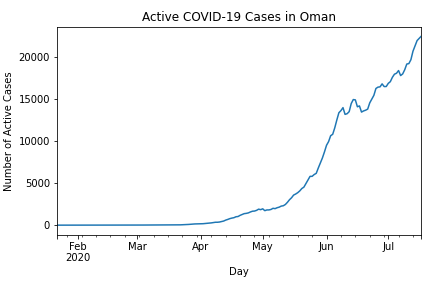 Active COVID-19 Cases in Oman
Number of Active Cases
20000
15000
10000
5000
0
Feb
2020
Mar
Apr
May
Jun
Jul
Day